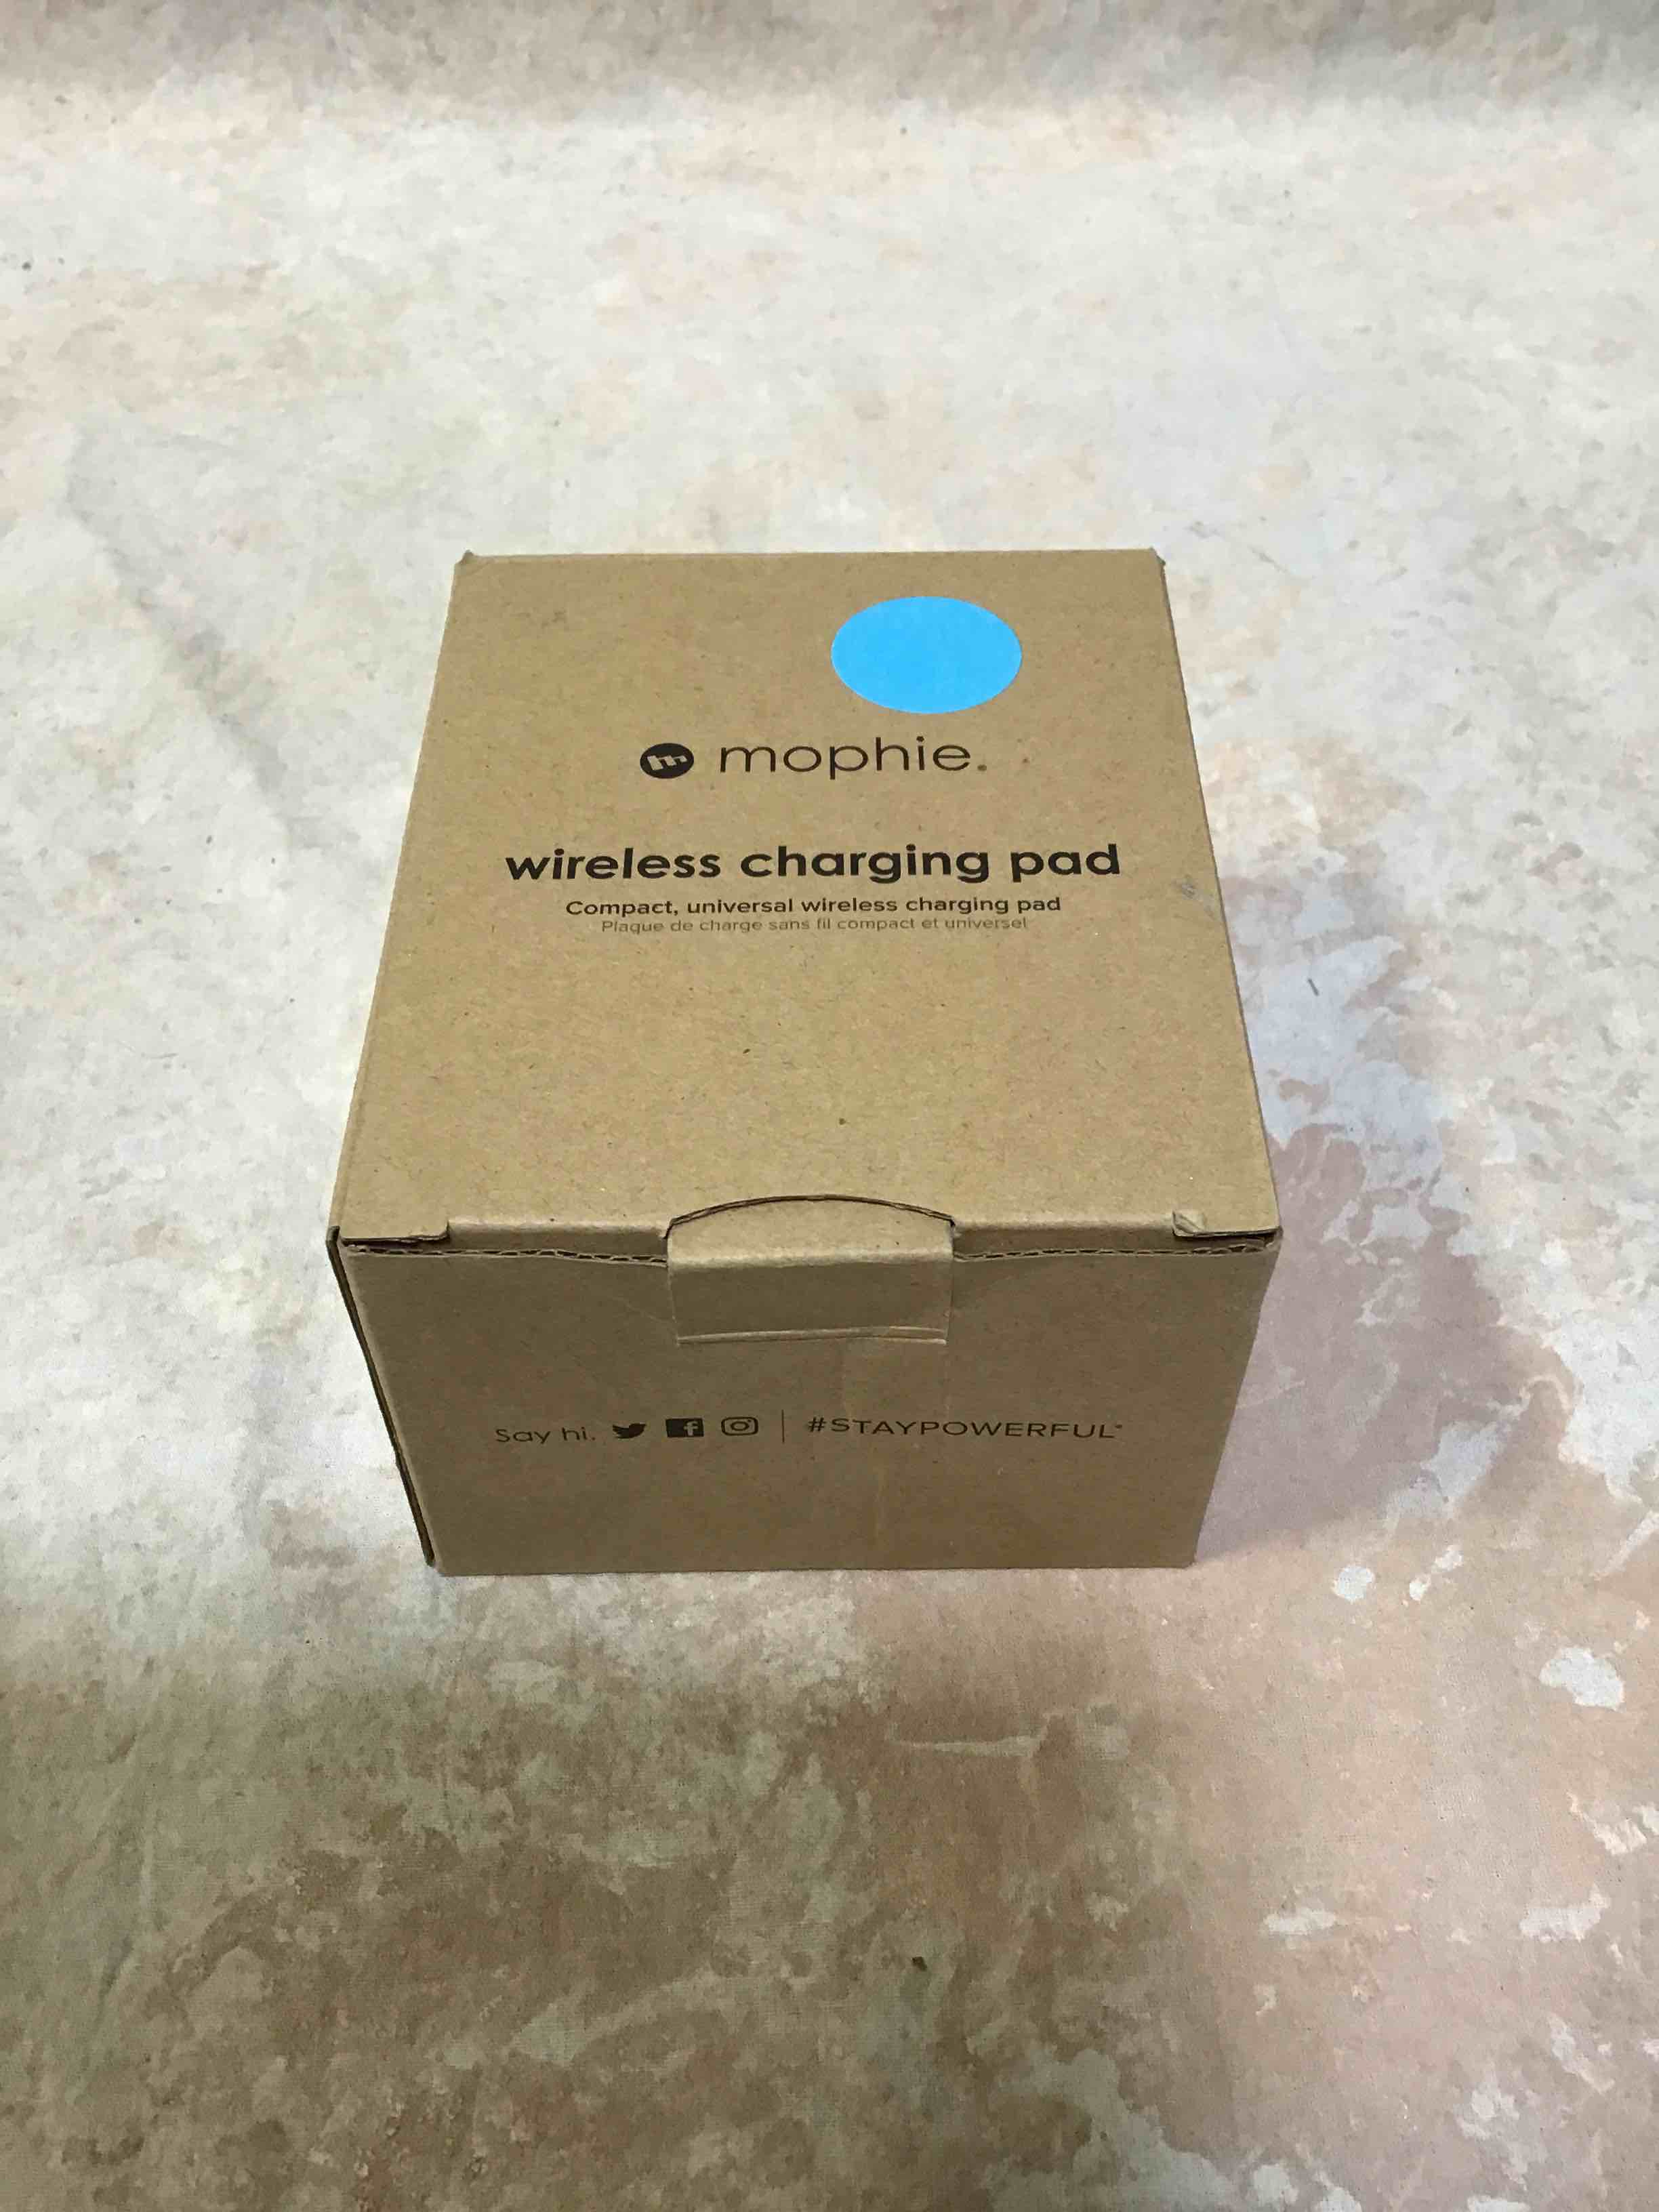 mophie.
wireless charging pad
Compact, universal wireless charging pad
Plaque de charge sans fil compact et universel
Say hi. | #STAYPOWERFUL